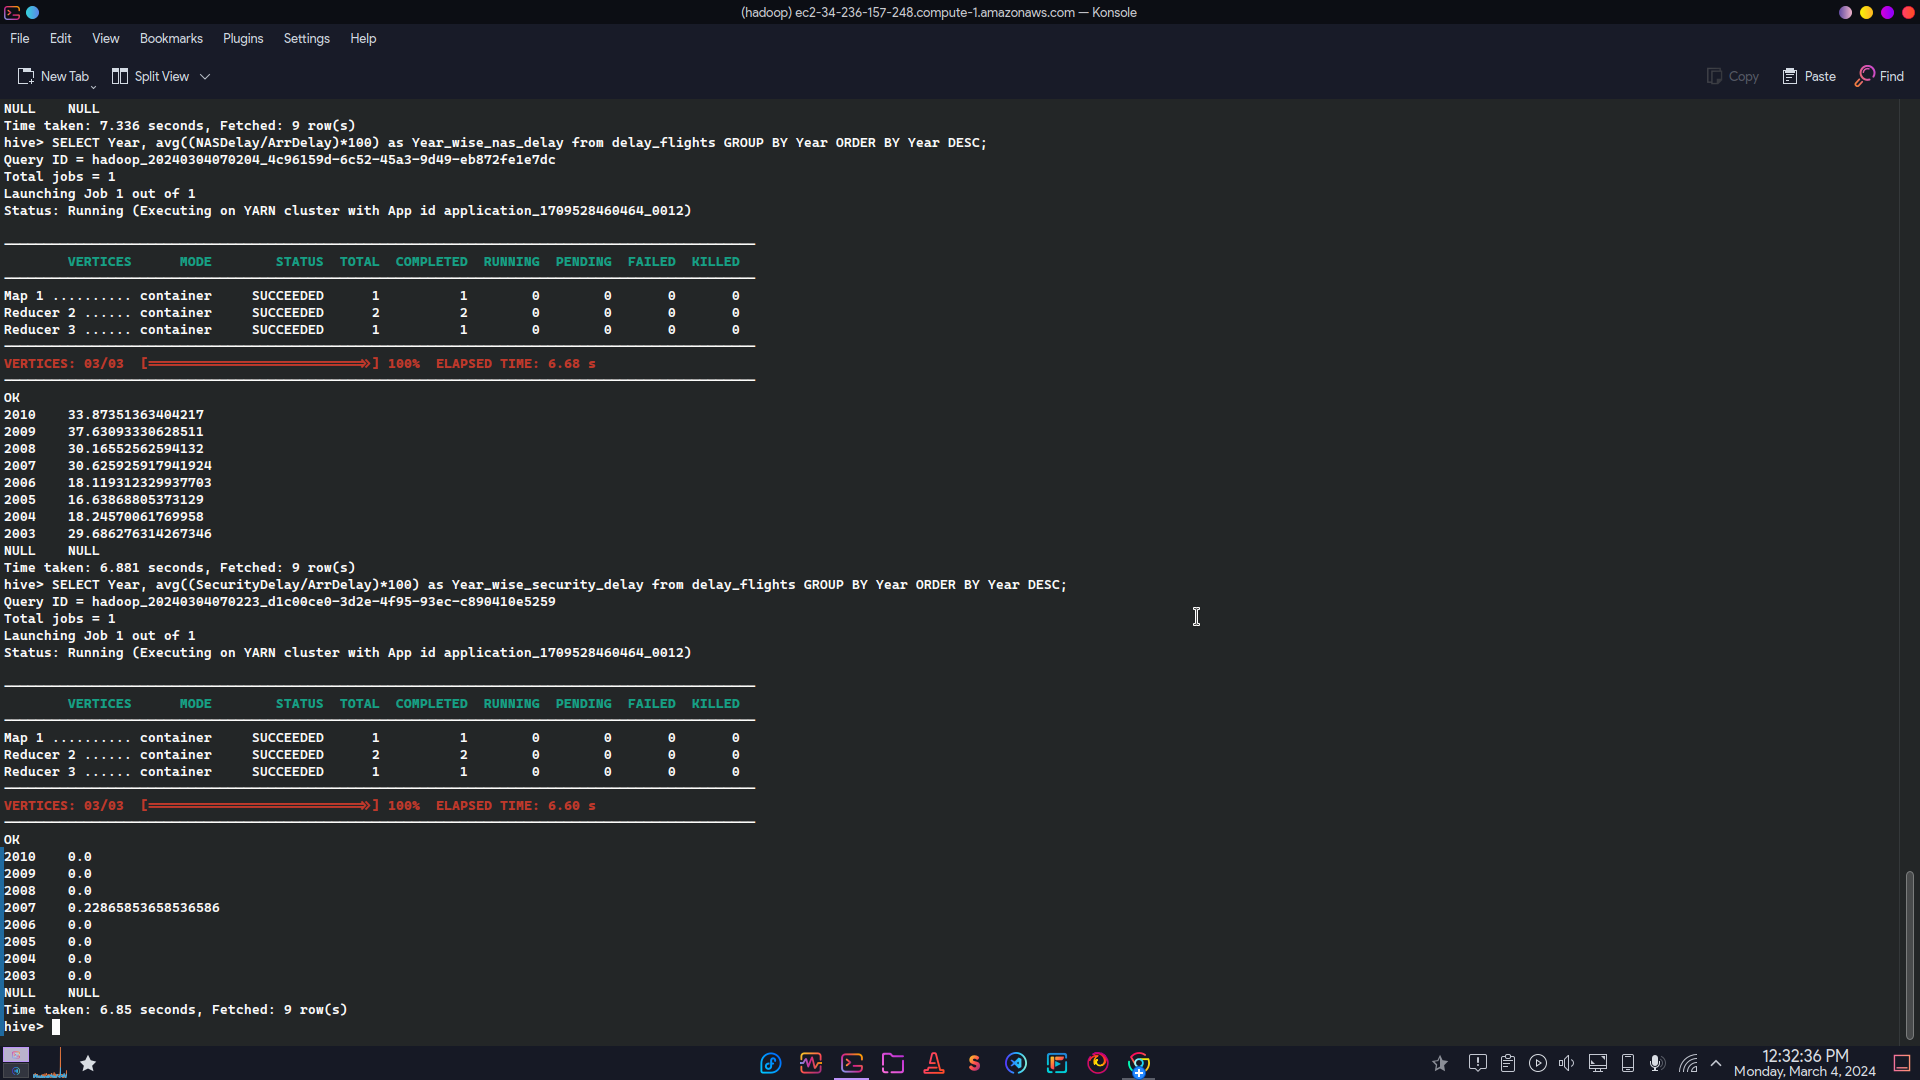 (hadoop) ec2-34-236-157-248.compute-1.amazonaws.com — Konsole
File Edit View Bookmarks Plugins Settings Help
New Tab Split View Copy Paste Find
NULL NULL
Time taken: 7.336 seconds, Fetched: 9 row(s)
hive> SELECT Year, avg((NASDelay/ArrDelay)*100) as Year_wise_nas_delay from delay_flights GROUP BY Year ORDER BY Year DESC;
Query ID = hadoop_20240304070204_4c96159d-6c52-45a3-9d49-eb872fe1e7dc
Total jobs = 1
Launching Job 1 out of 1
Status: Running (Executing on YARN cluster with App id application_1709528460464_0012)
VERTICES MODE STATUS TOTAL COMPLETED RUNNING PENDING FAILED KILLED
Map 1 .......... container SUCCEEDED 1 1 0 0 0 0
Reducer 2 ...... container SUCCEEDED 2 2 0 0 0 0
Reducer 3 ...... container SUCCEEDED 1 1 0 0 0 0
VERTICES: 03/03 [==========================>>] 100% ELAPSED TIME: 6.68 s
OK
2010 33.87351363404217
2009 37.63093330628511
2008 30.16552562594132
2007 30.625925917941924
2006 18.119312329937703
2005 16.63868805373129
2004 18.24570061769958
2003 29.686276314267346
NULL NULL
Time taken: 6.881 seconds, Fetched: 9 row(s)
hive> SELECT Year, avg((SecurityDelay/ArrDelay)*100) as Year_wise_security_delay from delay_flights GROUP BY Year ORDER BY Year DESC;
Query ID = hadoop_20240304070223_d1c00ce0-3d2e-4f95-93ec-c890410e5259
Total jobs = 1
Launching Job 1 out of 1
Status: Running (Executing on YARN cluster with App id application_1709528460464_0012)
VERTICES MODE STATUS TOTAL COMPLETED RUNNING PENDING FAILED KILLED
Map 1 .......... container SUCCEEDED 1 1 0 0 0 0
Reducer 2 ...... container SUCCEEDED 2 2 0 0 0 0
Reducer 3 ...... container SUCCEEDED 1 1 0 0 0 0
VERTICES: 03/03 [==========================>>] 100% ELAPSED TIME: 6.60 s
OK
2010 0.0
2009 0.0
2008 0.0
2007 0.22865853658536586
2006 0.0
2005 0.0
2004 0.0
2003 0.0
NULL NULL
Time taken: 6.85 seconds, Fetched: 9 row(s)
hive>
12:32:36 PM
Monday, March 4, 2024